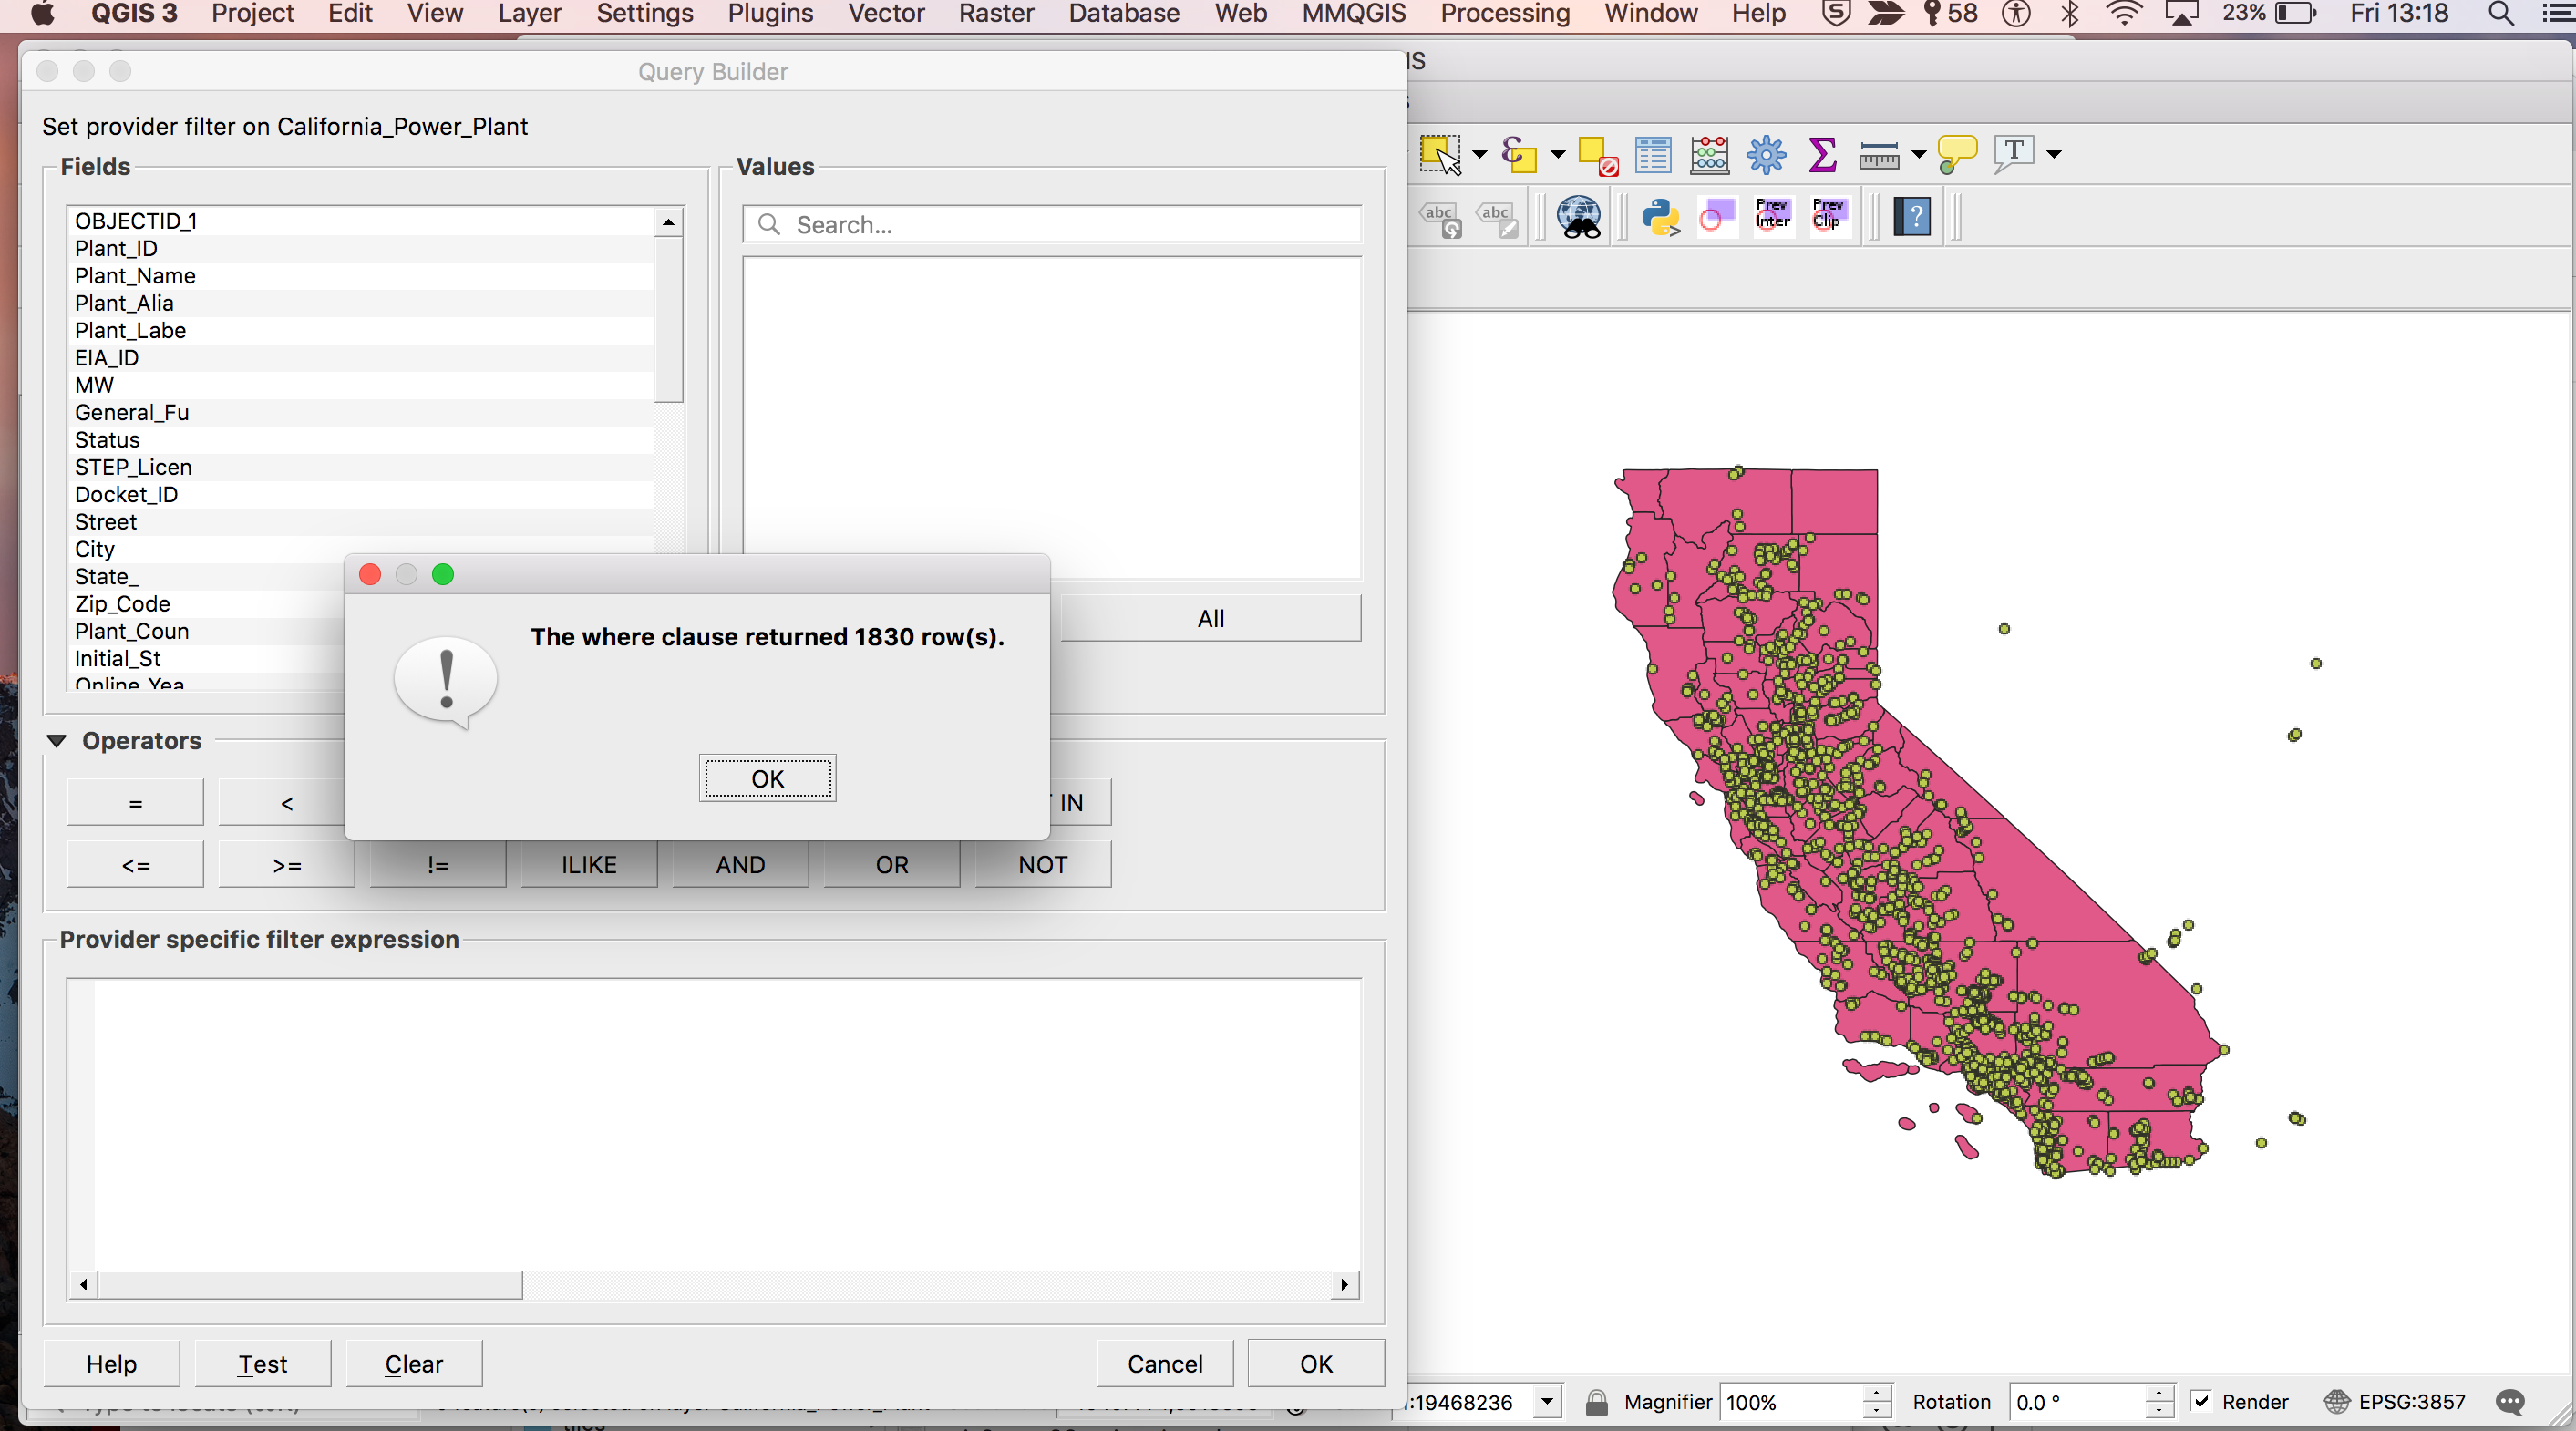 QGIS 3 Project Edit View Layer Settings Plugins Vector Raster Database Web MMQGIS Processing Window Help 58 23% Fri 13:18
Query Builder
IS
Set provider filter on California_Power_Plant
Fields
Values
OBJECTID_1
Plant_ID
Plant_Name
Plant_Alia
Plant_Labe
EIA_ID
MW
General_Fu
Status
STEP_Licen
Docket_ID
Street
City
State_
Zip_Code
Plant_Coun
Initial_St
Online_Yea
Search...
All
abc
abc
Prev Inter
Prev Clip
The where clause returned 1830 row(s).
OK
Operators
= < IN
<= >= != ILIKE AND OR NOT
Provider specific filter expression
Help Test Clear Cancel OK
:19468236 Magnifier 100% Rotation 0.0 ° Render EPSG:3857